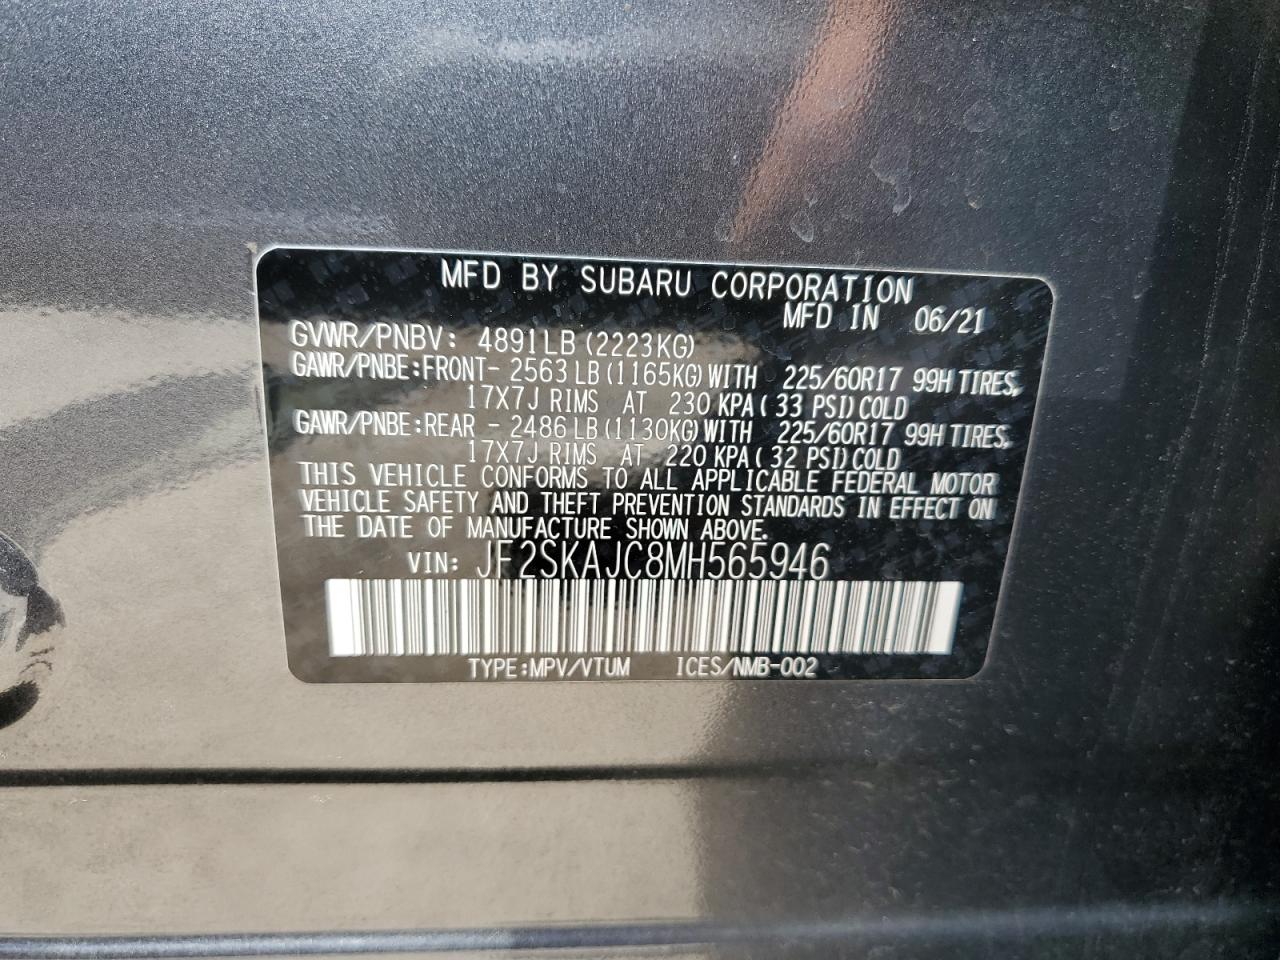 MFD BY SUBARU CORPORATION
MFD IN 06/21
GVWR/PNBV: 4891LB (2223KG)
GAWR/PNBE:FRONT- 2563LB (1165KG) WITH 225/60R17 99H TIRES,
17X7J RIMS AT 230 KPA( 33 PSI)COLD
GAWR/PNBE:REAR - 2486LB (1130KG) WITH 225/60R17 99H TIRES,
17X7J RIMS AT 220 KPA( 32 PSI)COLD
THIS VEHICLE CONFORMS TO ALL APPLICABLE FEDERAL MOTOR
VEHICLE SAFETY AND THEFT PREVENTION STANDARDS IN EFFECT ON
THE DATE OF MANUFACTURE SHOWN ABOVE.
VIN: JF2SKAJC8MH565946
TYPE:MPV/VTUM ICES/NMB-002